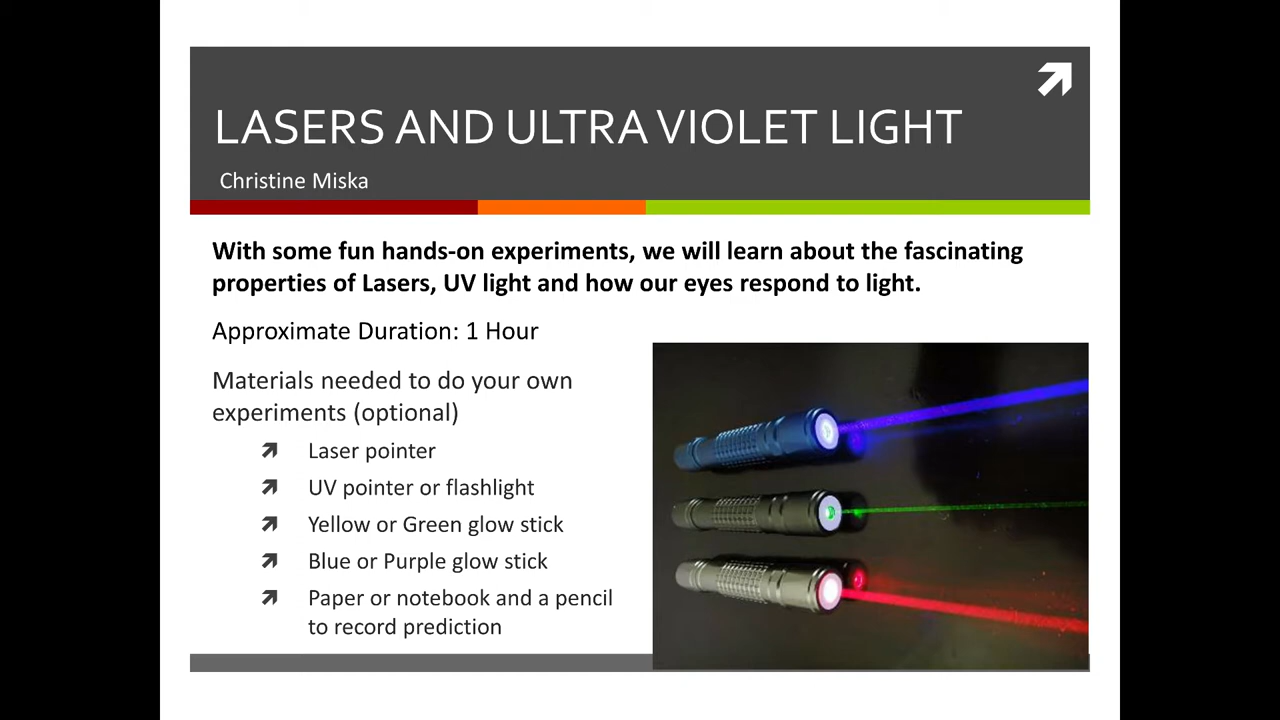 LASERS AND ULTRA VIOLET LIGHT
Christine Miska
With some fun hands-on experiments, we will learn about the fascinating
properties of Lasers, UV light and how our eyes respond to light.
Approximate Duration: 1 Hour
Materials needed to do your own
experiments (optional)
Laser pointer
UV pointer or flashlight
Yellow or Green glow stick
Blue or Purple glow stick
Paper or notebook and a pencil
to record prediction